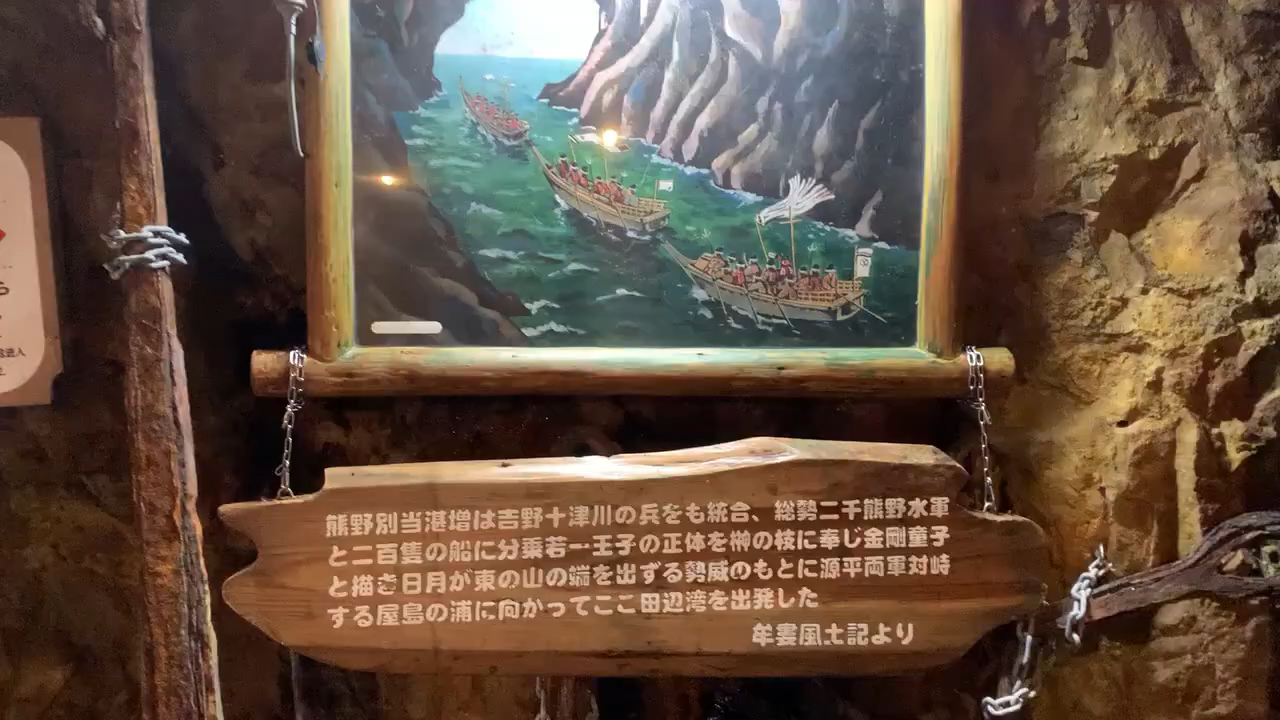 熊野別当湛増は吉野十津川の兵をも統合、総勢二千熊野水軍
と二百隻の船に分乗若一王子の正体を榊の枝に奉じ金剛童子
と描き日月が東の山の端を出ずる勢威のもとに源平両軍対峙
する屋島の浦に向かってここ田辺湾を出発した
牟婁風土記より
ら